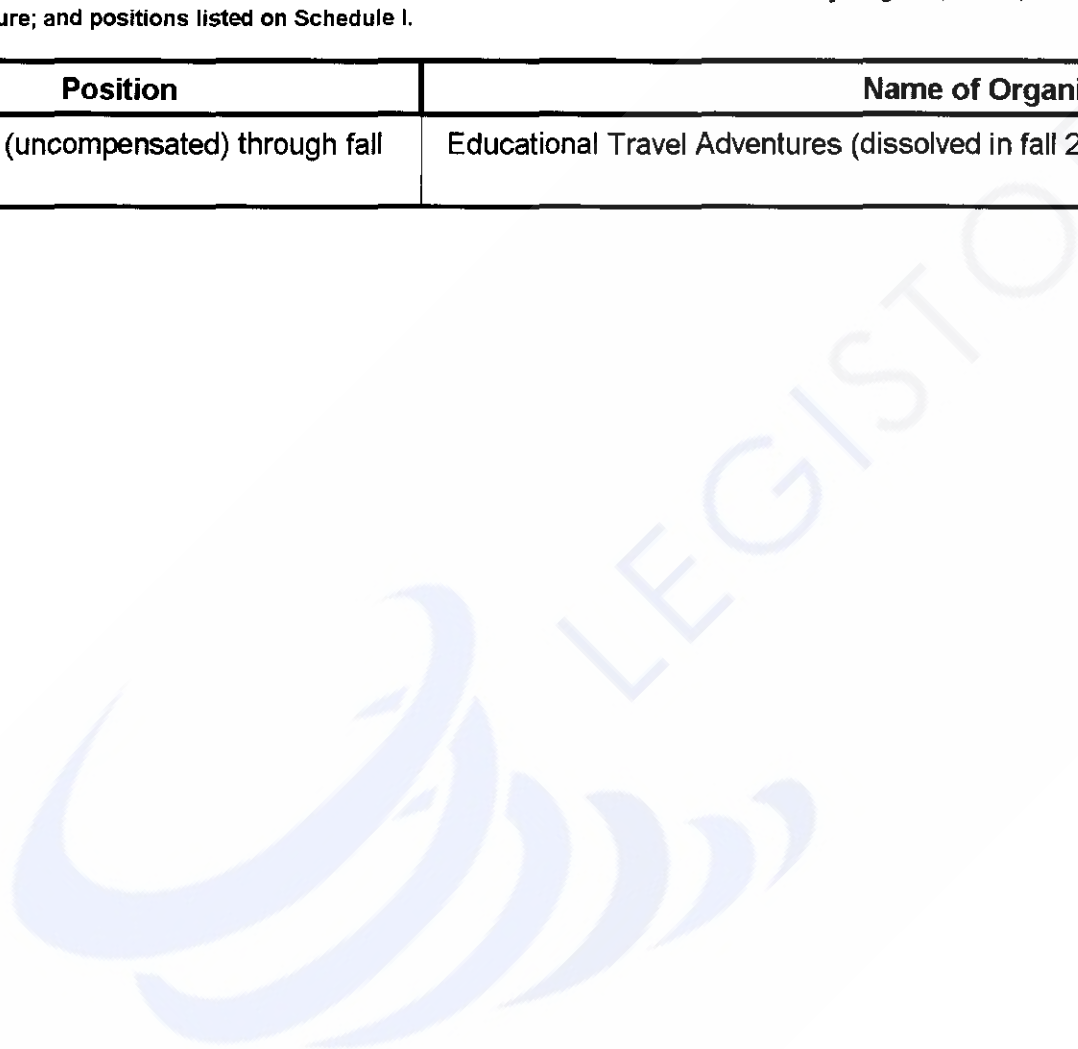 ure; and positions listed on Schedule I.
Position
Name of Organi
(uncompensated) through fall
Educational Travel Adventures (dissolved in fall 2
LEGISTO